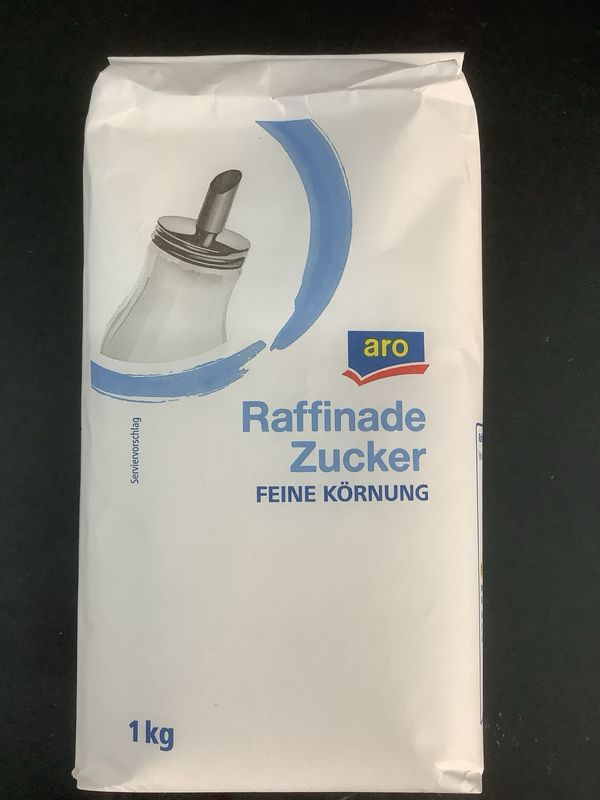 aro
Raffinade
Zucker
FEINE KÖRNUNG
Serviervorschlag
1 kg